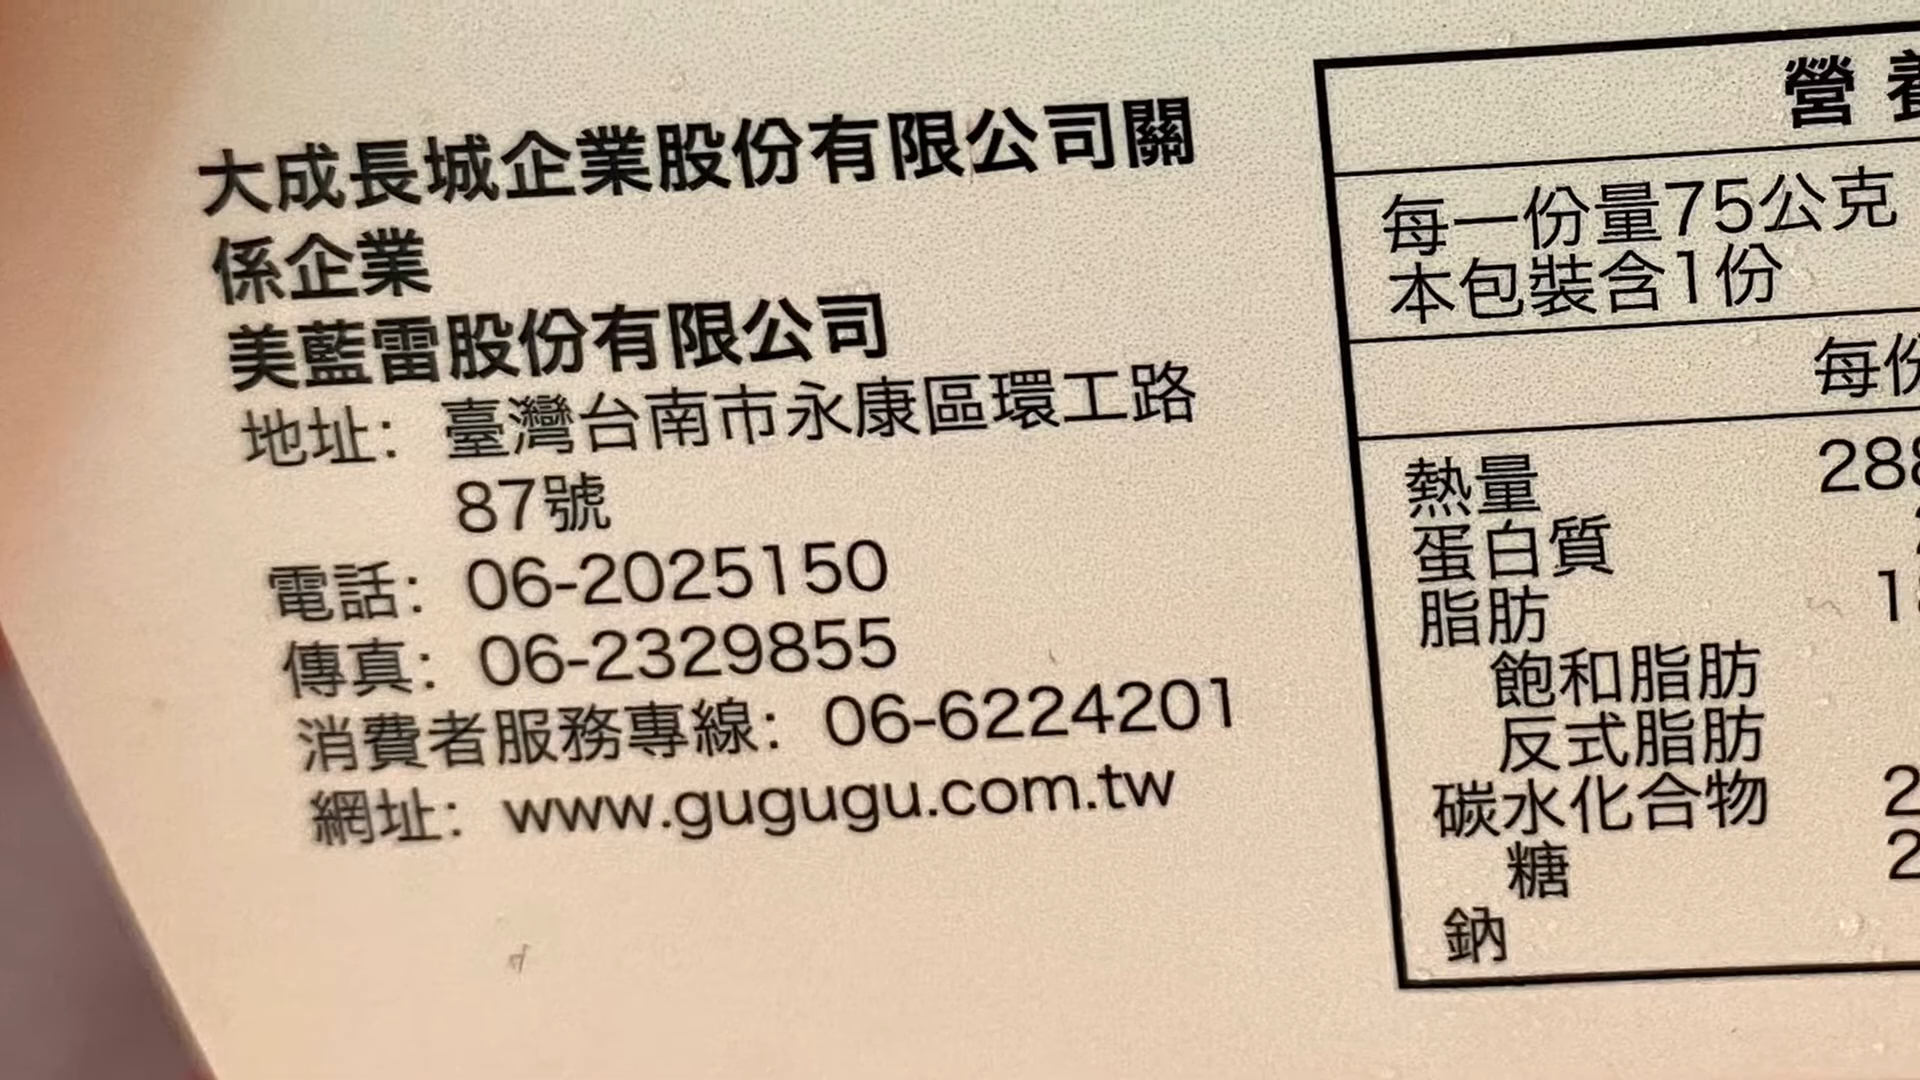 大成長城企業股份有限公司關
係企業
美藍雷股份有限公司
地址：臺灣台南市永康區環工路
87號
電話：06-2025150
傳真：06-2329855
消費者服務專線：06-6224201
網址：www.gugugu.com.tw
營
每一份量75公克
本包裝含1份
每份
熱量 288
蛋白質
脂肪
飽和脂肪
反式脂肪
碳水化合物 2
糖 2
鈉